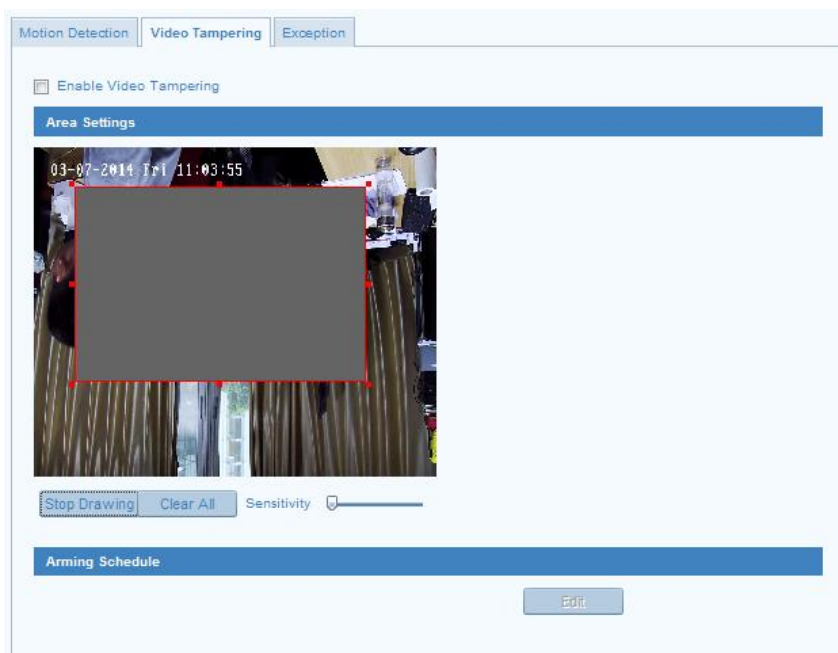 Motion Detection Video Tampering Exception
Enable Video Tampering
Area Settings
03-07-2014 Fri 11:03:55
Stop Drawing Clear All Sensitivity
Arming Schedule
Edit